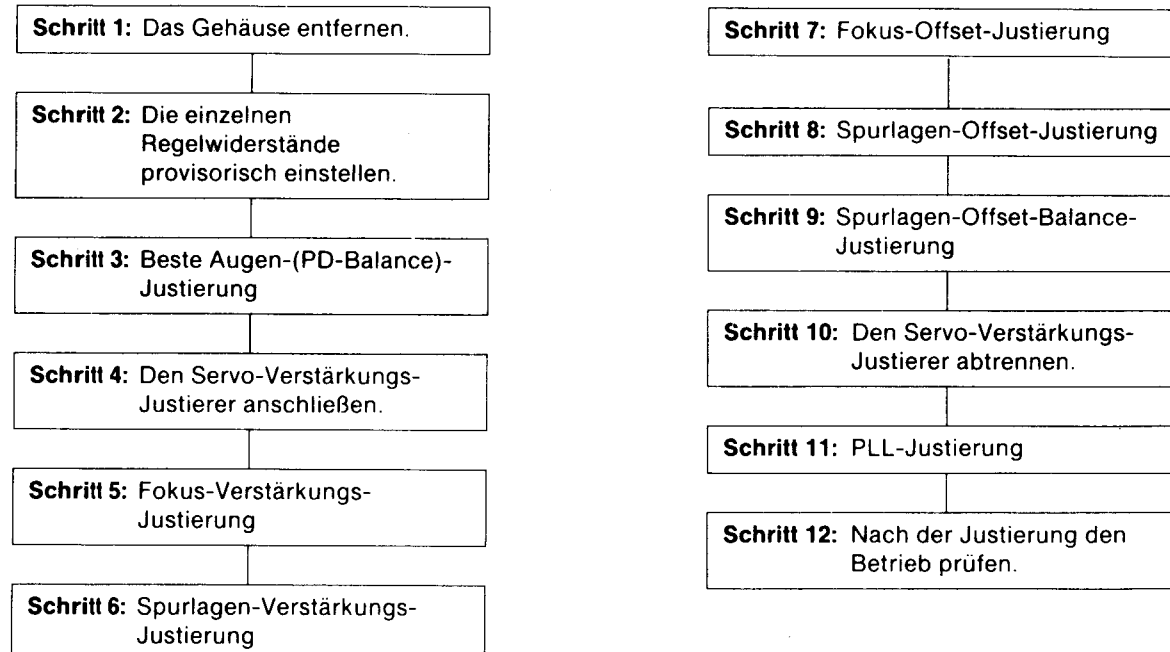 Schritt 1: Das Gehäuse entfernen.
Schritt 2: Die einzelnen
Regelwiderstände
provisorisch einstellen.
Schritt 3: Beste Augen-(PD-Balance)-
Justierung
Schritt 4: Den Servo-Verstärkungs-
Justierer anschließen.
Schritt 5: Fokus-Verstärkungs-
Justierung
Schritt 6: Spurlagen-Verstärkungs-
Justierung
Schritt 7: Fokus-Offset-Justierung
Schritt 8: Spurlagen-Offset-Justierung
Schritt 9: Spurlagen-Offset-Balance-
Justierung
Schritt 10: Den Servo-Verstärkungs-
Justierer abtrennen.
Schritt 11: PLL-Justierung
Schritt 12: Nach der Justierung den
Betrieb prüfen.